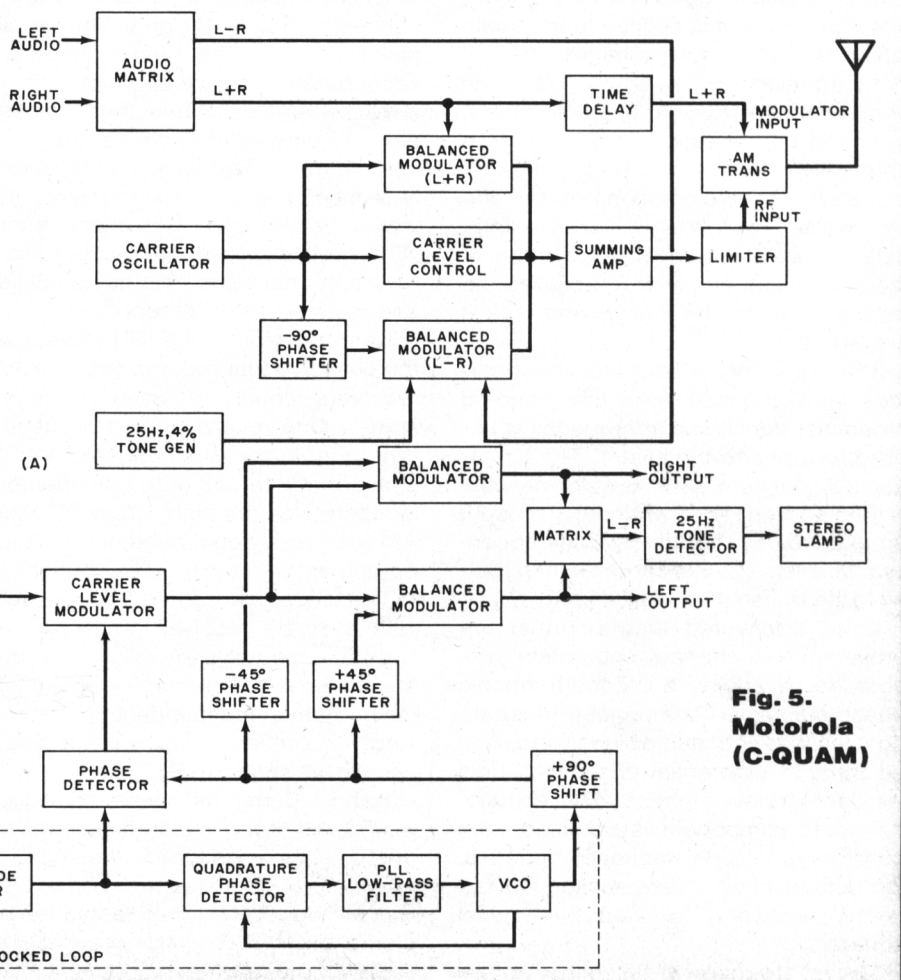 LEFT
AUDIO
RIGHT
AUDIO
AUDIO
MATRIX
L–R
L+R
TIME
DELAY
L+R
MODULATOR
INPUT
BALANCED
MODULATOR
(L+R)
AM
TRANS
RF
INPUT
CARRIER
OSCILLATOR
CARRIER
LEVEL
CONTROL
SUMMING
AMP
LIMITER
–90°
PHASE
SHIFTER
BALANCED
MODULATOR
(L–R)
25Hz,4%
TONE GEN
(A)
BALANCED
MODULATOR
RIGHT
OUTPUT
MATRIX
L–R
25Hz
TONE
DETECTOR
STEREO
LAMP
CARRIER
LEVEL
MODULATOR
BALANCED
MODULATOR
LEFT
OUTPUT
–45°
PHASE
SHIFTER
+45°
PHASE
SHIFTER
Fig. 5.
Motorola
(C-QUAM)
PHASE
DETECTOR
+90°
PHASE
SHIFT
DE
R
QUADRATURE
PHASE
DETECTOR
PLL
LOW–PASS
FILTER
VCO
OCKED LOOP